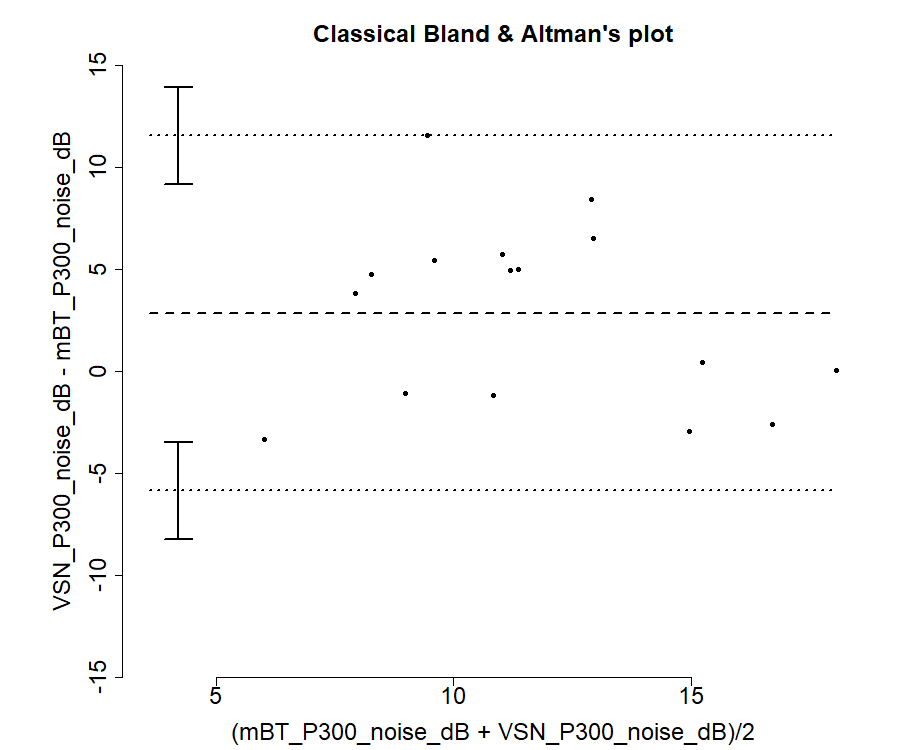 Classical Bland & Altman's plot
VSN_P300_noise_dB - mBT_P300_noise_dB
15
10
5
0
-5
-10
-15
5 10 15
(mBT_P300_noise_dB + VSN_P300_noise_dB)/2